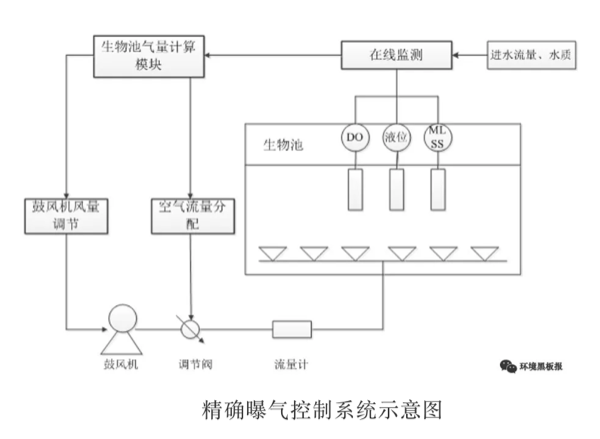 生物池气量计算
模块
在线监测
进水流量、水质
生物池
DO
液位
ML
SS
鼓风机风量
调节
空气流量分
配
鼓风机
调节阀
流量计
环境黑板报
精确曝气控制系统示意图